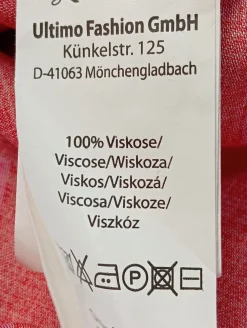 Ultimo Fashion GmbH
Künkelstr. 125
D-41063 Mönchengladbach
100% Viskose/
Viscose/Wiskoza/
Viskos/Viskozá/
Viscosa/Viskoze/
Viszkóz
P